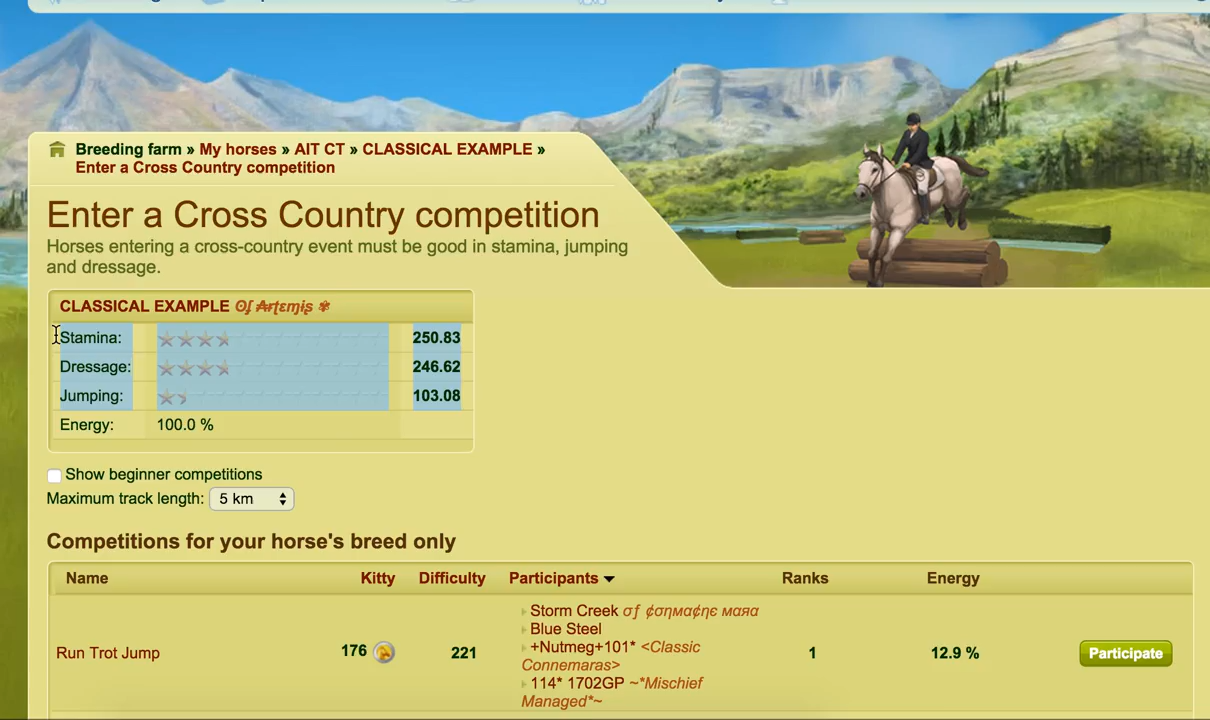 Breeding farm » My horses » AIT CT » CLASSICAL EXAMPLE »
Enter a Cross Country competition
Enter a Cross Country competition
Horses entering a cross-country event must be good in stamina, jumping
and dressage.
CLASSICAL EXAMPLE
Stamina: 250.83
Dressage: 246.62
Jumping: 103.08
Energy: 100.0 %
Show beginner competitions
Maximum track length: 5 km
Competitions for your horse's breed only
Name Kitty Difficulty Participants Ranks Energy
Storm Creek σƒ ¢σηмα¢ηє мαяα
Blue Steel
+Nutmeg+101* <Classic
Run Trot Jump 176 221 1 12.9 % Participate
Connemaras>
114* 1702GP ~*Mischief
Managed*~